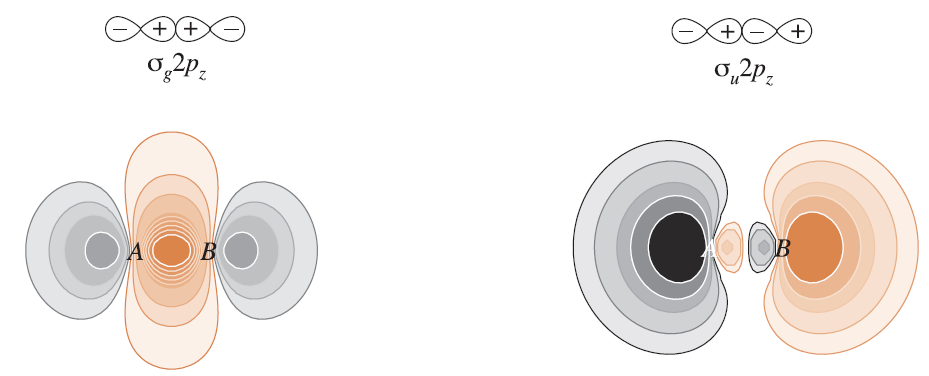 − + + −
σg2pz
A B
− + − +
σu2pz
A B